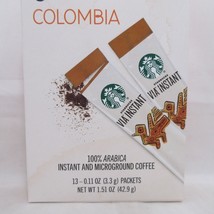 COLOMBIA
VIA INSTANT
VIA INSTANT
100% ARABICA
INSTANT AND MICROGROUND COFFEE
13 - 0.11 OZ (3.3 g) PACKETS
NET WT 1.51 OZ (42.9 g)